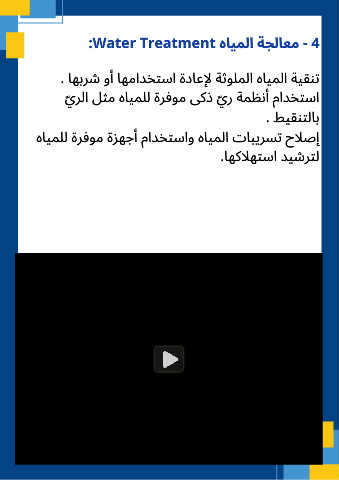 4 - معالجة المياه Water Treatment:
تنقية المياه الملوثة لإعادة استخدامها أو شربها .
استخدام أنظمة ريّ ذكى موفرة للمياه مثل الريّ
بالتنقيط .
إصلاح تسريبات المياه واستخدام أجهزة موفرة للمياه
لترشيد استهلاكها.